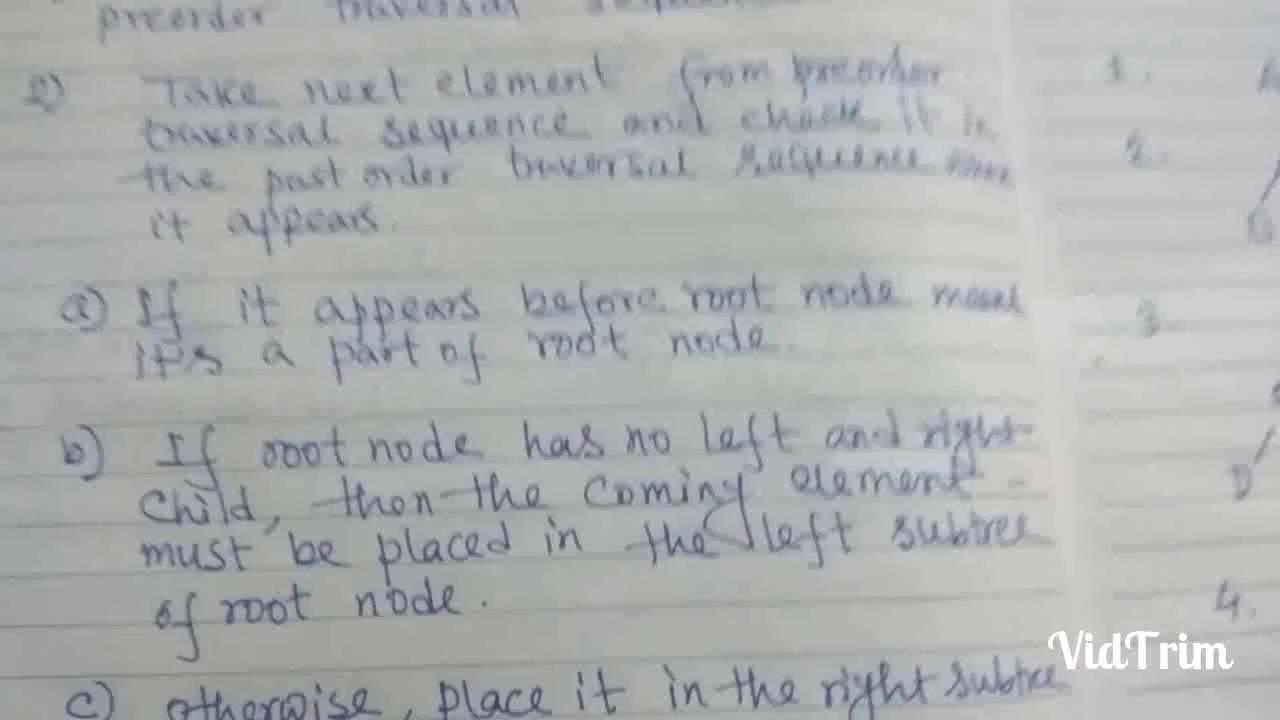 preorder traversal sequence
2) Take next element from preorder
traversal sequence and check it in
the past order traversal sequence
it appears.
a) If it appears before root node means
it's a part of root node.
b) If root node has no left and right
child, then the coming element
must be placed in the left subtree
of root node.
c) otherwise, place it in the right subtree
1.
2.
3.
D
4.
VidTrim